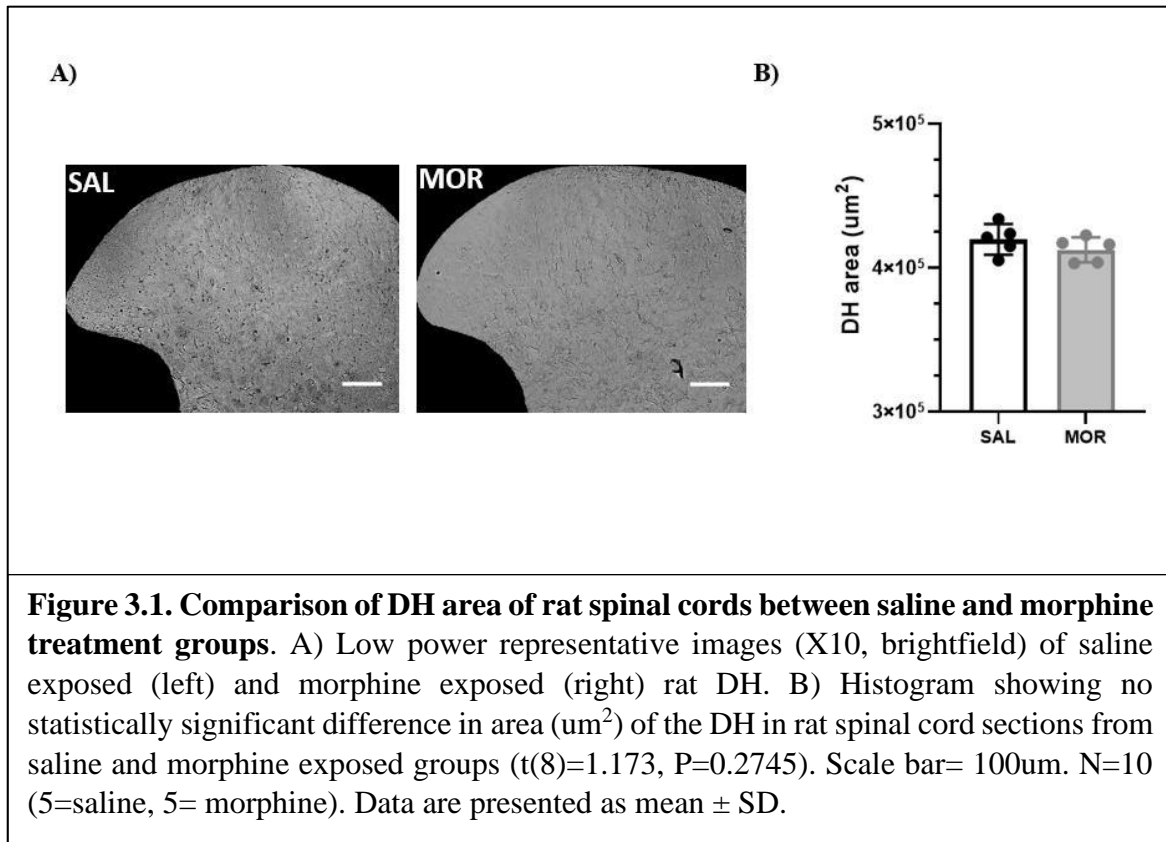 A)
B)
SAL
MOR
5×10⁵
4×10⁵
3×10⁵
DH area (um²)
SAL
MOR
Figure 3.1. Comparison of DH area of rat spinal cords between saline and morphine
treatment groups. A) Low power representative images (X10, brightfield) of saline
exposed (left) and morphine exposed (right) rat DH. B) Histogram showing no
statistically significant difference in area (um²) of the DH in rat spinal cord sections from
saline and morphine exposed groups (t(8)=1.173, P=0.2745). Scale bar= 100um. N=10
(5=saline, 5= morphine). Data are presented as mean ± SD.